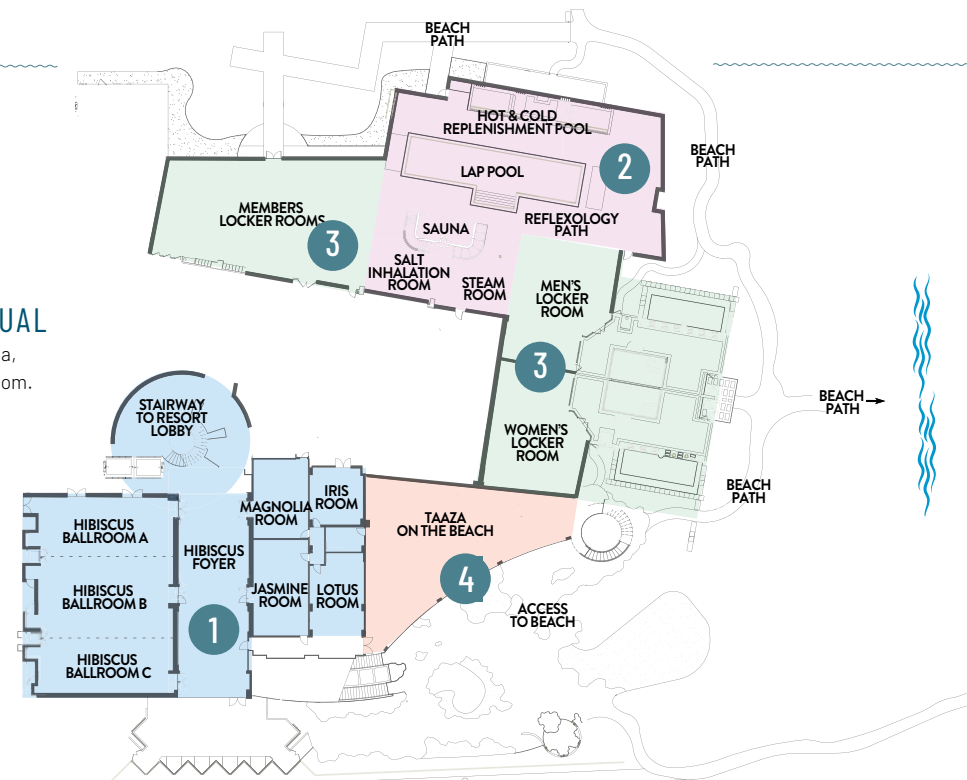 BEACH
PATH
HOT & COLD
REPLENISHMENT POOL
BEACH
PATH
2
LAP POOL
MEMBERS
LOCKER ROOMS
3
REFLEXOLOGY
PATH
SAUNA
SALT
INHALATION
ROOM
STEAM
ROOM
MEN'S
LOCKER
ROOM
UAL
a,
om.
3
STAIRWAY
TO RESORT
LOBBY
BEACH
PATH
WOMEN'S
LOCKER
ROOM
BEACH
PATH
MAGNOLIA
ROOM
IRIS
ROOM
TAAZA
ON THE BEACH
HIBISCUS
BALLROOM A
HIBISCUS
FOYER
4
HIBISCUS
BALLROOM B
JASMINE
ROOM
LOTUS
ROOM
ACCESS
TO BEACH
1
HIBISCUS
BALLROOM C